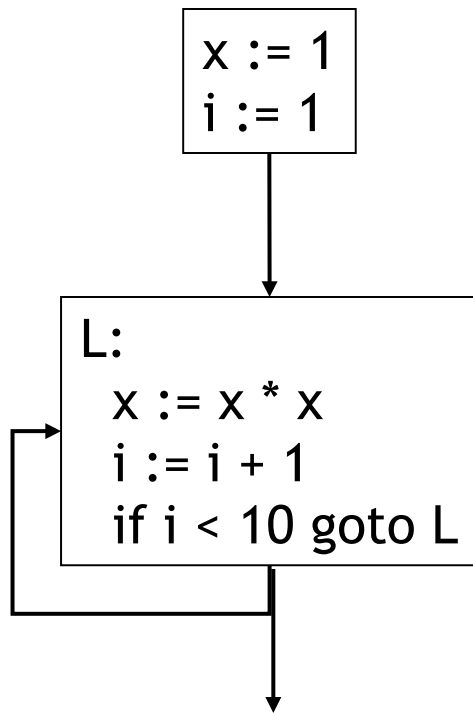 x := 1
i := 1
L:
x := x * x
i := i + 1
if i < 10 goto L